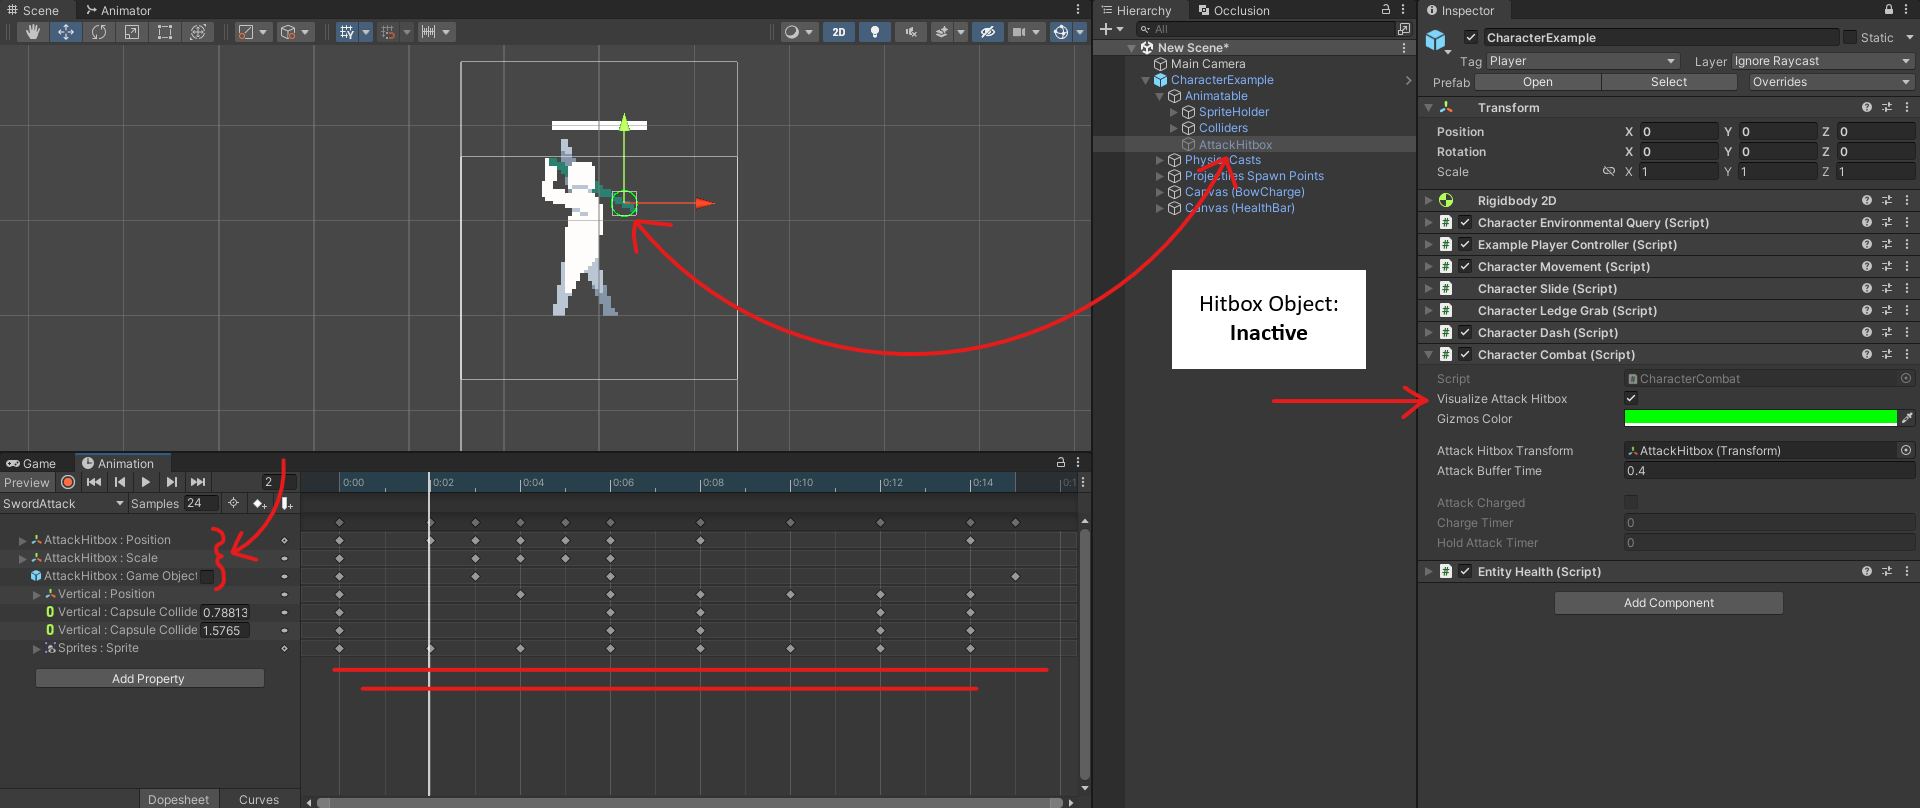 Scene
Animator
2D
Hierarchy
Occlusion
All
New Scene*
Main Camera
CharacterExample
Animatable
SpriteHolder
Colliders
AttackHitbox
Projectiles Spawn Points
Canvas (BowCharge)
Canvas (HealthBar)
Hitbox Object:
Inactive
Inspector
CharacterExample
Static
Tag Player
Layer Ignore Raycast
Prefab Open Select Overrides
Transform
Position X 0 Y 0 Z 0
Rotation X 0 Y 0 Z 0
Scale X 1 Y 1 Z 1
Rigidbody 2D
Character Environmental Query (Script)
Example Player Controller (Script)
Character Movement (Script)
Character Slide (Script)
Character Ledge Grab (Script)
Character Dash (Script)
Character Combat (Script)
Script CharacterCombat
Visualize Attack Hitbox
Gizmos Color
Attack Hitbox Transform AttackHitbox (Transform)
Attack Buffer Time 0.4
Attack Charged
Charge Timer 0
Hold Attack Timer 0
Entity Health (Script)
Add Component
Game
Animation
Preview 2
0:00 0:02 0:04 0:06 0:08 0:10 0:12 0:14
SwordAttack Samples 24
AttackHitbox : Position
AttackHitbox : Scale
AttackHitbox : Game Object
Vertical : Position
Vertical : Capsule Collide 0.78813
Vertical : Capsule Collide 1.5765
Sprites : Sprite
Add Property
Dopesheet
Curves